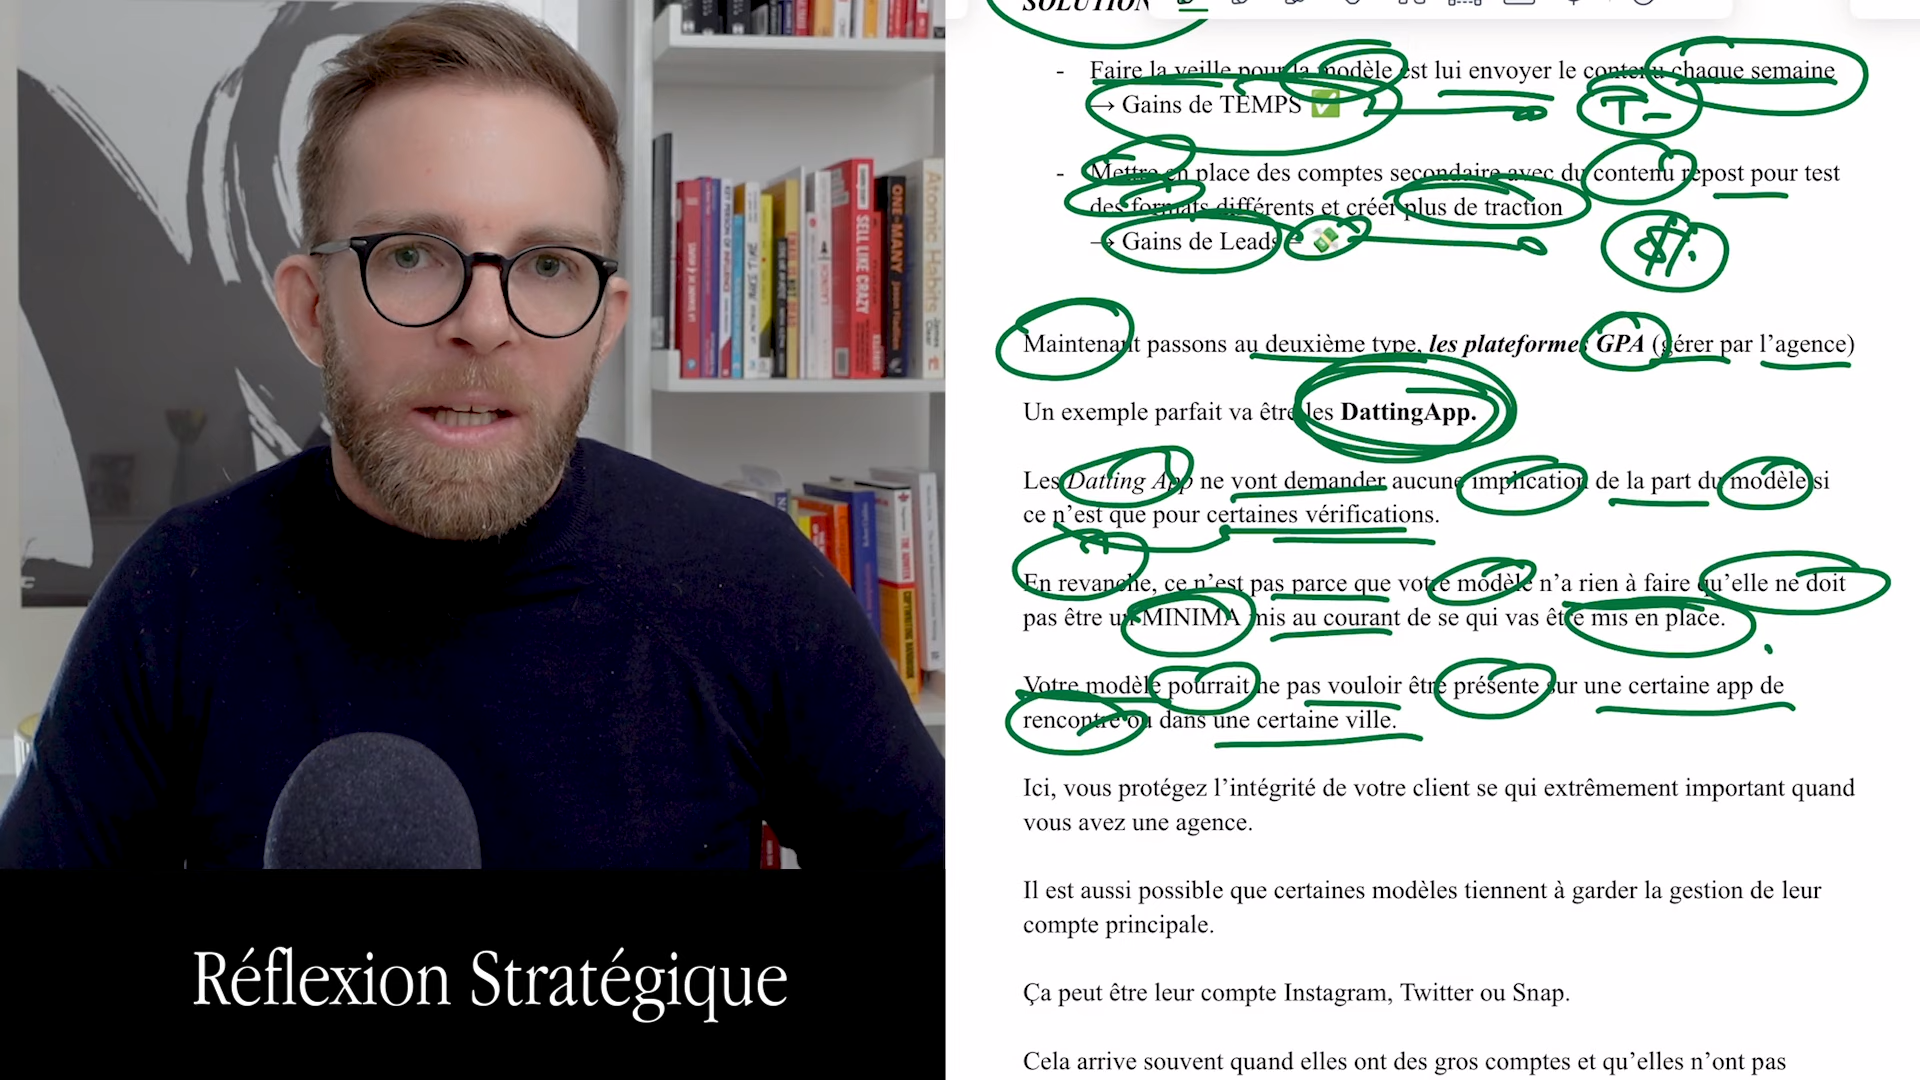 SOLUTION
- Faire la veille pour la modèle est lui envoyer le contenu chaque semaine
→ Gains de TEMPS ✅
T -
- Mettre en place des comptes secondaire avec du contenu repost pour test
des formats différents et créer plus de traction
→ Gains de Leads - 💸
$/.
Maintenant passons au deuxième type, les plateformes GPA (gérer par l’agence)
Un exemple parfait va être les DattingApp.
Les Datting App ne vont demander aucune implication de la part du modèle si
ce n’est que pour certaines vérifications.
En revanche, ce n’est pas parce que votre modèle n’a rien à faire qu’elle ne doit
pas être un MINIMA mis au courant de se qui vas être mis en place.
Votre modèle pourrait ne pas vouloir être présente sur une certaine app de
rencontre ou dans une certaine ville.
Ici, vous protégez l’intégrité de votre client se qui extrêmement important quand
vous avez une agence.
Il est aussi possible que certaines modèles tiennent à garder la gestion de leur
compte principale.
Ça peut être leur compte Instagram, Twitter ou Snap.
Cela arrive souvent quand elles ont des gros comptes et qu’elles n’ont pas
SELL LIKE CRAZY
ONE-MANY
Atomic Habits
Réflexion Stratégique